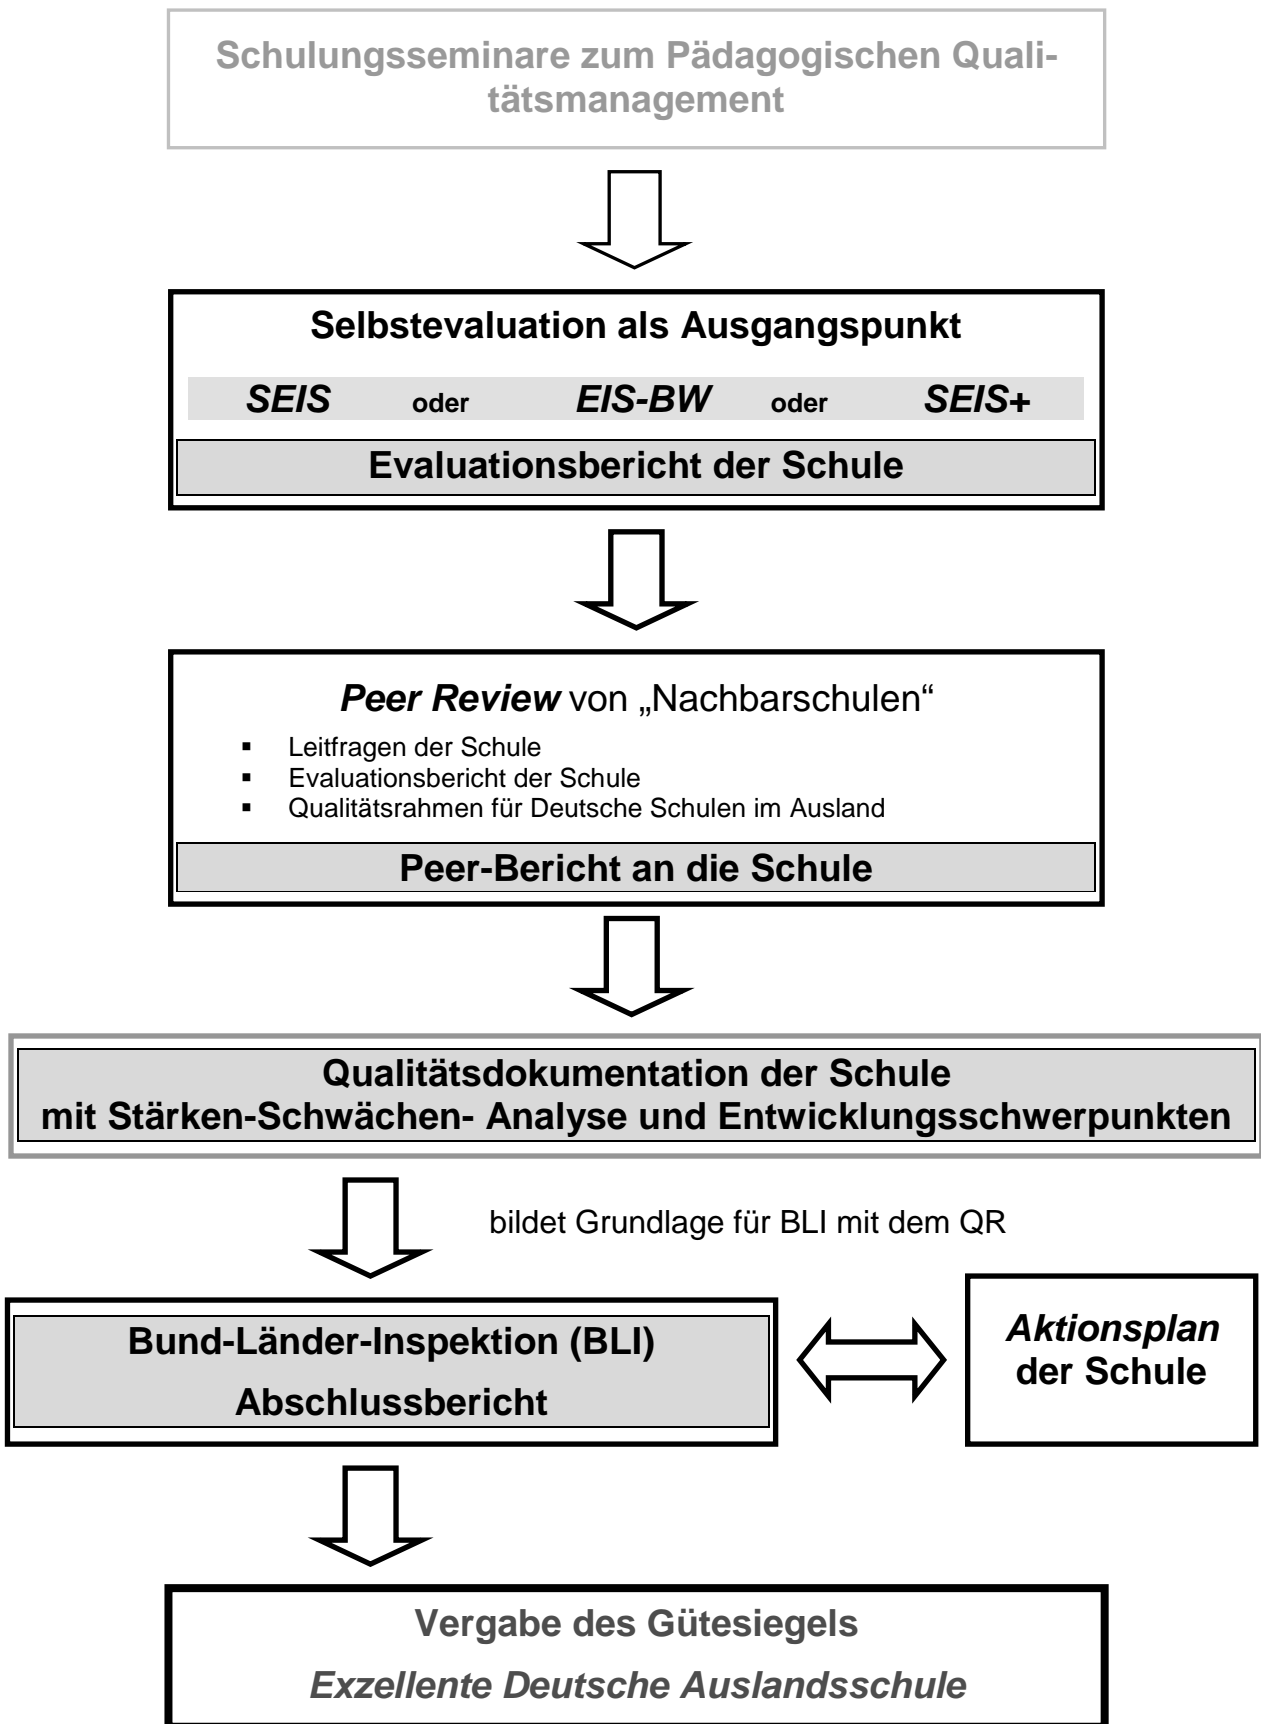 Schulungsseminare zum Pädagogischen Quali-
tätsmanagement
Selbstevaluation als Ausgangspunkt
SEIS oder EIS-BW oder SEIS+
Evaluationsbericht der Schule
Peer Review von „Nachbarschulen“
▪ Leitfragen der Schule
▪ Evaluationsbericht der Schule
▪ Qualitätsrahmen für Deutsche Schulen im Ausland
Peer-Bericht an die Schule
Qualitätsdokumentation der Schule
mit Stärken-Schwächen- Analyse und Entwicklungsschwerpunkten
bildet Grundlage für BLI mit dem QR
Bund-Länder-Inspektion (BLI)
Abschlussbericht
Aktionsplan
der Schule
Vergabe des Gütesiegels
Exzellente Deutsche Auslandsschule